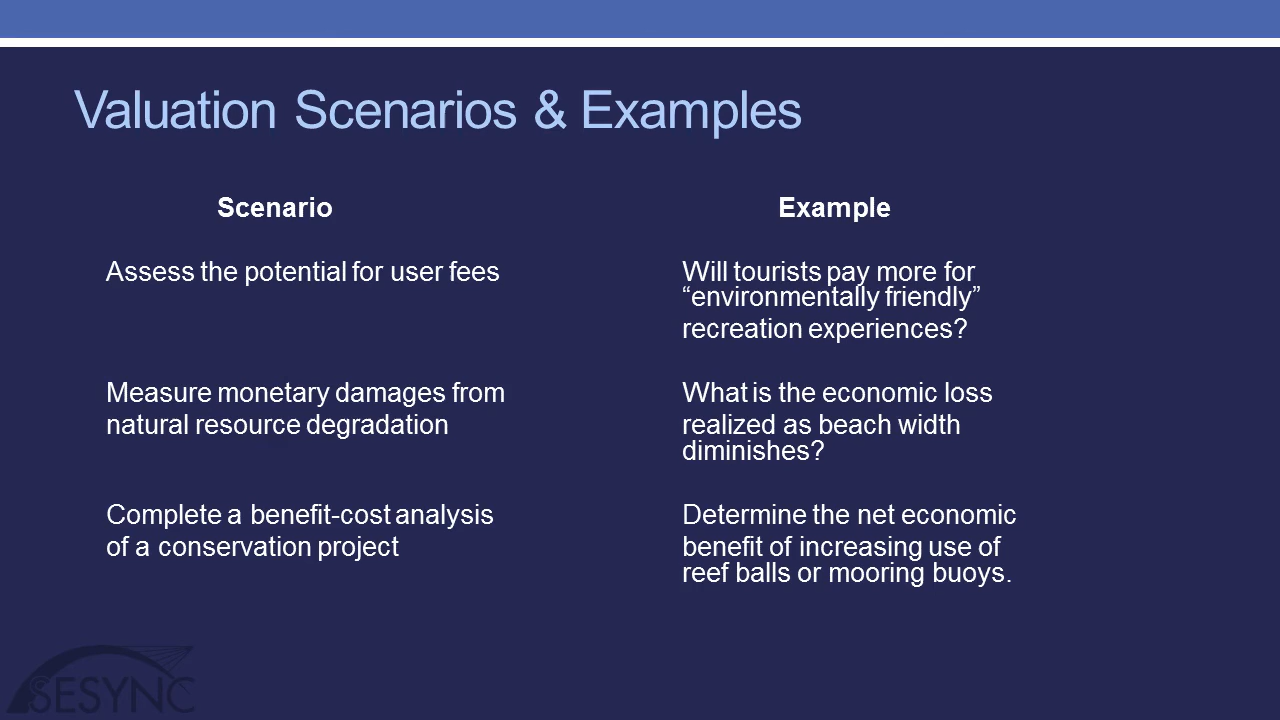 Valuation Scenarios & Examples
Scenario
Example
Assess the potential for user fees
Will tourists pay more for
“environmentally friendly”
recreation experiences?
Measure monetary damages from
natural resource degradation
What is the economic loss
realized as beach width
diminishes?
Complete a benefit-cost analysis
of a conservation project
Determine the net economic
benefit of increasing use of
reef balls or mooring buoys.
SESYNC